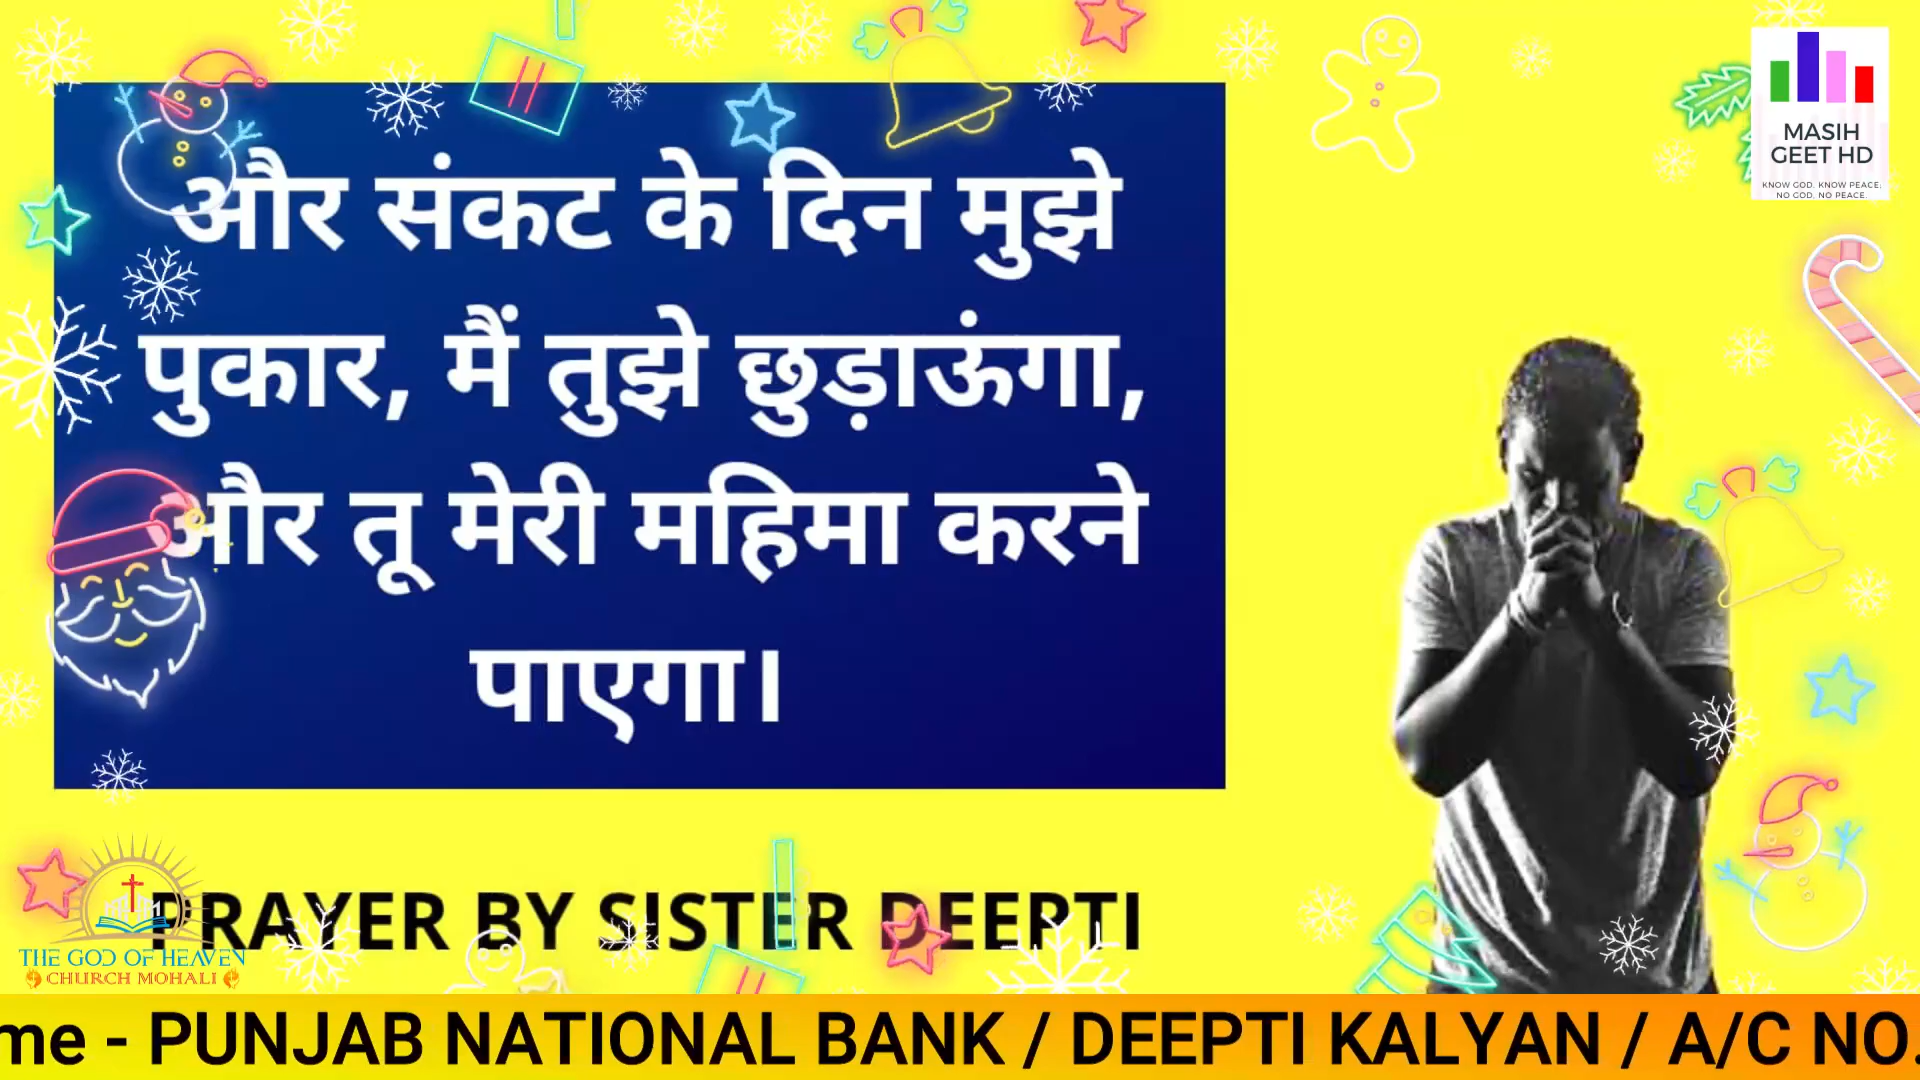 और संकट के दिन मुझे
पुकार, मैं तुझे छुड़ाऊंगा,
और तू मेरी महिमा करने
पाएगा।
MASIH
GEET HD
KNOW GOD. KNOW PEACE.
NO GOD. NO PEACE.
PRAYER BY SISTER DEEPTI
THE GOD OF HEAVEN
CHURCH MOHALI
me - PUNJAB NATIONAL BANK / DEEPTI KALYAN / A/C NO.